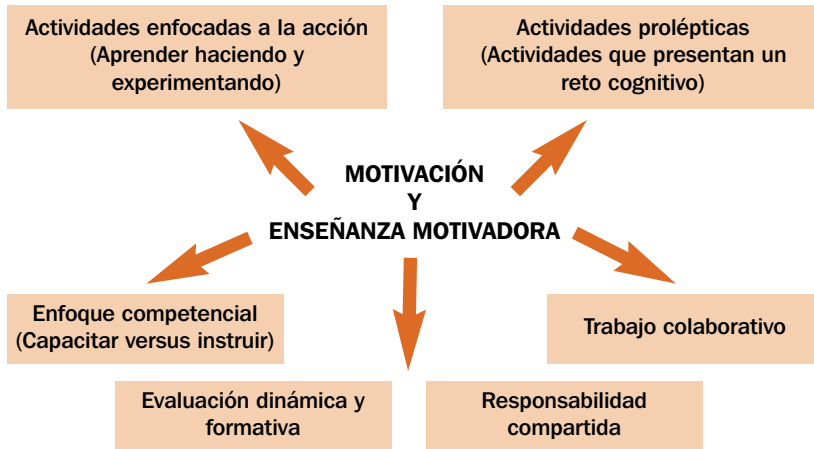 Actividades enfocadas a la acción
(Aprender haciendo y
experimentando)
Actividades prolépticas
(Actividades que presentan un
reto cognitivo)
MOTIVACIÓN
Y
ENSEÑANZA MOTIVADORA
Enfoque competencial
(Capacitar versus instruir)
Trabajo colaborativo
Evaluación dinámica y
formativa
Responsabilidad
compartida